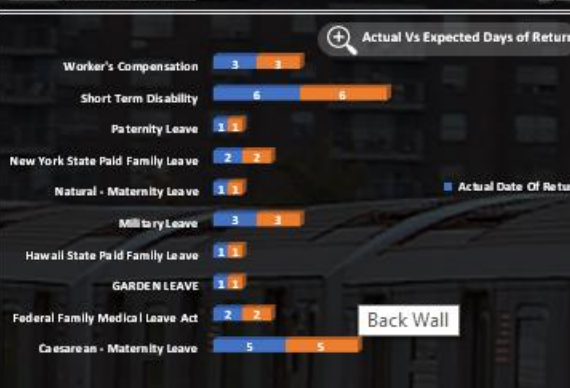 Actual Vs Expected Days of Return
Worker's Compensation 3 3
Short Term Disability 6 6
Paternity Leave 1 1
New York State Paid Family Leave 2 2
Natural - Maternity Leave 1 1
Actual Date Of Retu
Military Leave 3 3
Hawaii State Paid Family Leave 1 1
GARDEN LEAVE 1 1
Federal Family Medical Leave Act 2 2
Back Wall
Caesarean - Maternity Leave 5 5